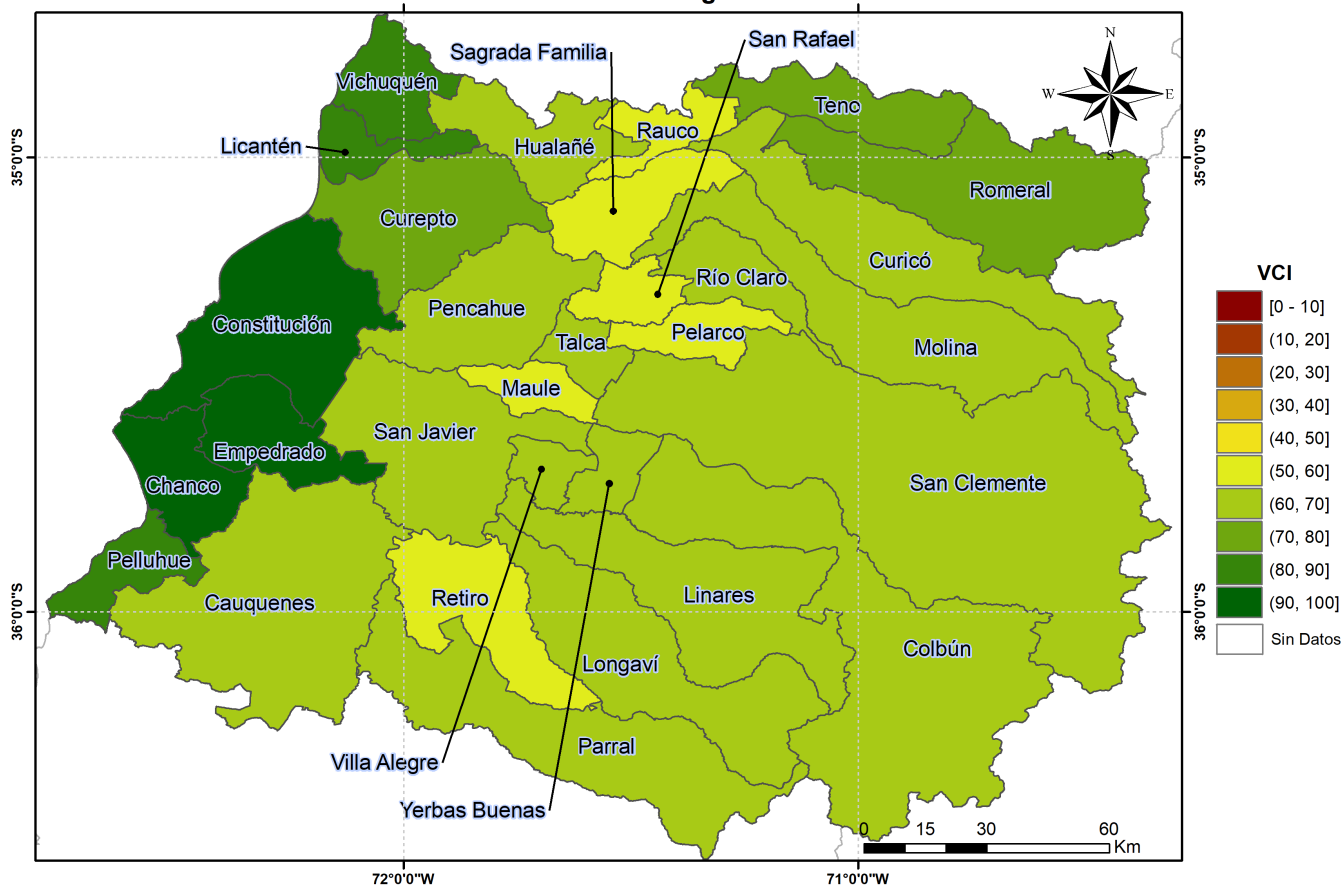 San Rafael
Sagrada Familia
N
W
E
S
Vichuquén
Teno
Rauco
Licantén
Hualañé
35°0'0"S
35°0'0"S
Romeral
Curepto
Curicó
Río Claro
VCI
[0 - 10]
(10, 20]
(20, 30]
(30, 40]
(40, 50]
(50, 60]
(60, 70]
(70, 80]
(80, 90]
(90, 100]
Sin Datos
Pencahue
Constitución
Pelarco
Talca
Molina
Maule
San Javier
Empedrado
Chanco
San Clemente
Pelluhue
Linares
Retiro
Cauquenes
36°0'0"S
36°0'0"S
Colbún
Longaví
Parral
Villa Alegre
Yerbas Buenas
0 15 30 60
Km
72°0'0"W
71°0'0"W